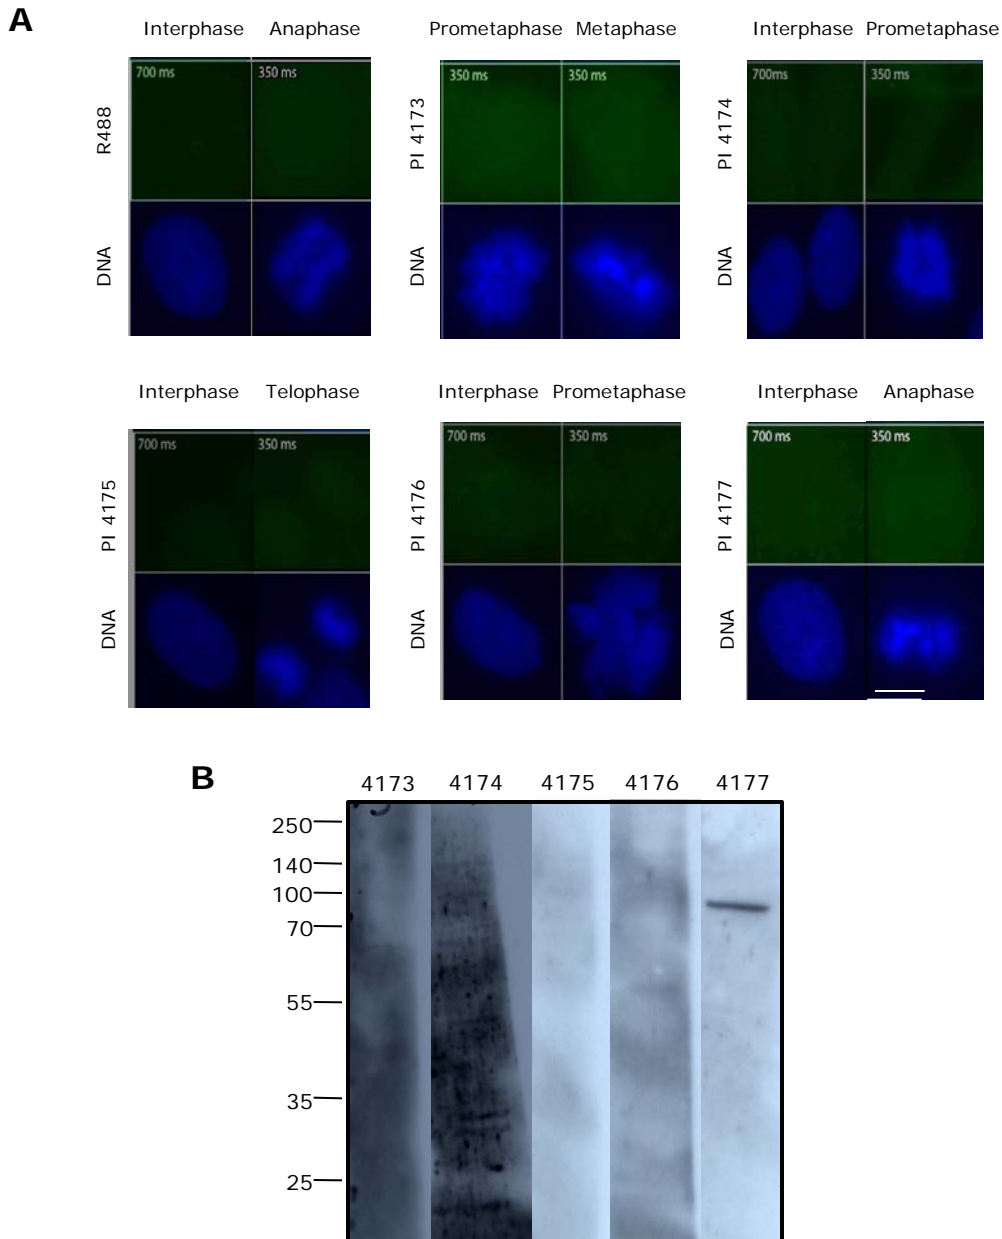 A
Interphase Anaphase
Prometaphase Metaphase
Interphase Prometaphase
R488
700 ms
350 ms
DNA
PI 4173
350 ms
350 ms
DNA
PI 4174
700ms
350 ms
DNA
Interphase Telophase
Interphase Prometaphase
Interphase Anaphase
PI 4175
700 ms
350 ms
DNA
PI 4176
700 ms
350 ms
DNA
PI 4177
700 ms
350 ms
DNA
B
4173 4174 4175 4176 4177
250
140
100
70
55
35
25